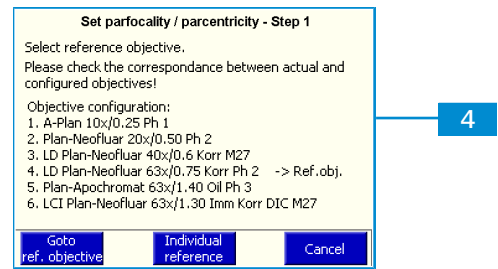 Set parfocality / parcentricity - Step 1
Select reference objective.
Please check the correspondance between actual and
configured objectives!
Objective configuration:
1. A-Plan 10x/0.25 Ph 1
2. Plan-Neofluar 20x/0.50 Ph 2
3. LD Plan-Neofluar 40x/0.6 Korr M27
4. LD Plan-Neofluar 63x/0.75 Korr Ph 2 -> Ref.obj.
5. Plan-Apochromat 63x/1.40 Oil Ph 3
6. LCI Plan-Neofluar 63x/1.30 Imm Korr DIC M27
Goto
ref. objective
Individual
reference
Cancel
4